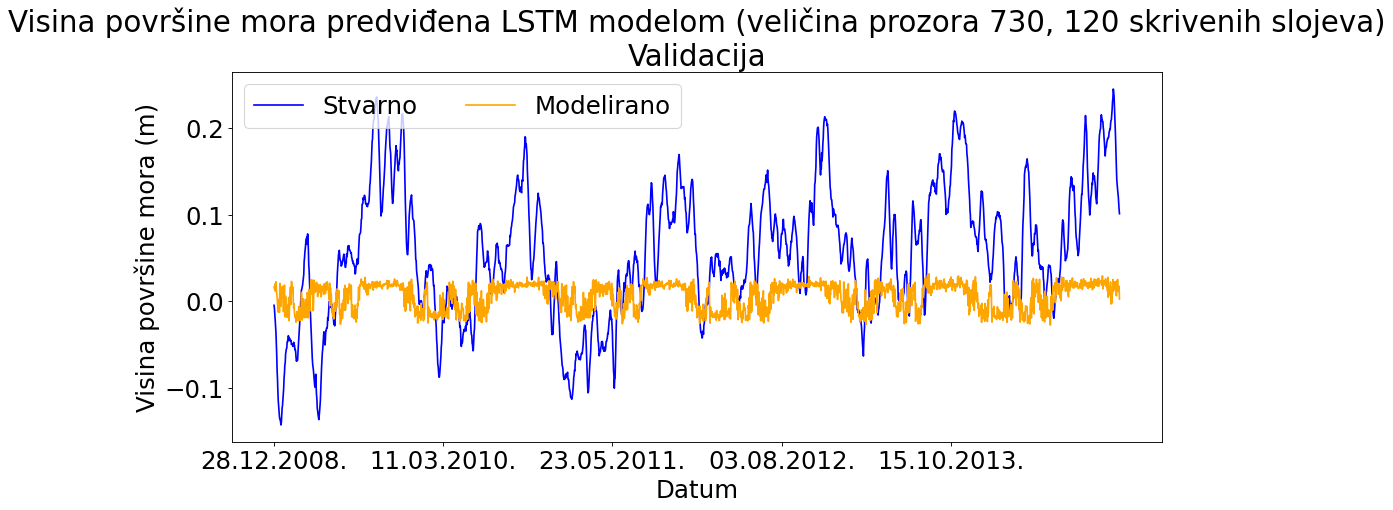 Visina površine mora predviđena LSTM modelom (veličina prozora 730, 120 skrivenih slojeva)
Validacija
Stvarno
Modelirano
Visina površine mora (m)
0.2
0.1
0.0
−0.1
28.12.2008.
11.03.2010.
23.05.2011.
03.08.2012.
15.10.2013.
Datum